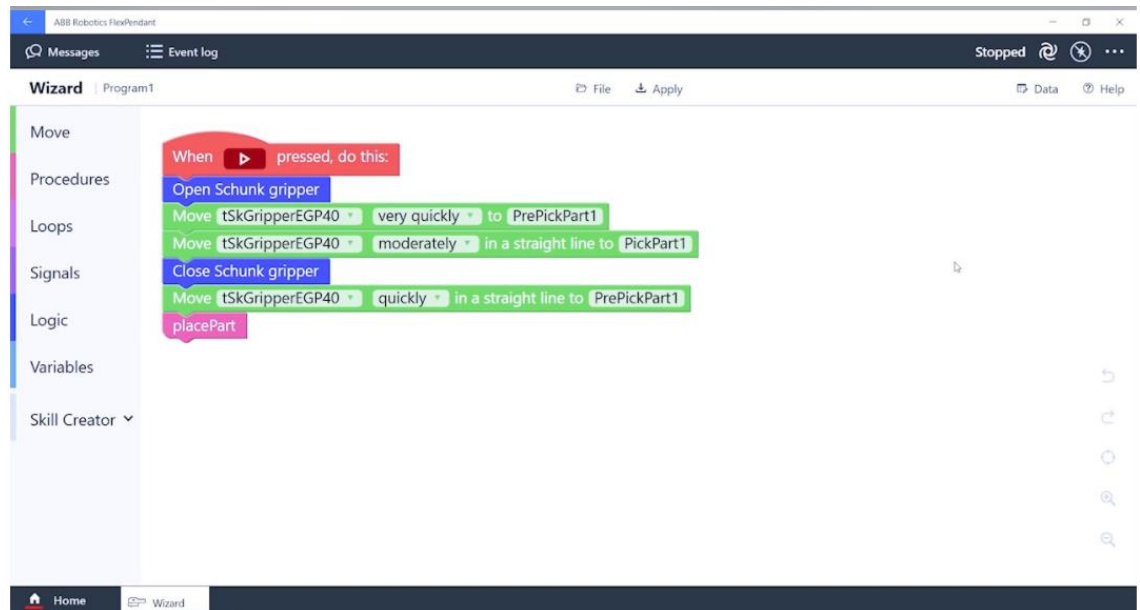 ABB Robotics FlexPendant
Messages Event log Stopped
Wizard Program1 File Apply Data Help
Move
Procedures
Loops
Signals
Logic
Variables
Skill Creator
When pressed, do this:
Open Schunk gripper
Move tSkGripperEGP40 very quickly to PrePickPart1
Move tSkGripperEGP40 moderately in a straight line to PickPart1
Close Schunk gripper
Move tSkGripperEGP40 quickly in a straight line to PrePickPart1
placePart
Home Wizard